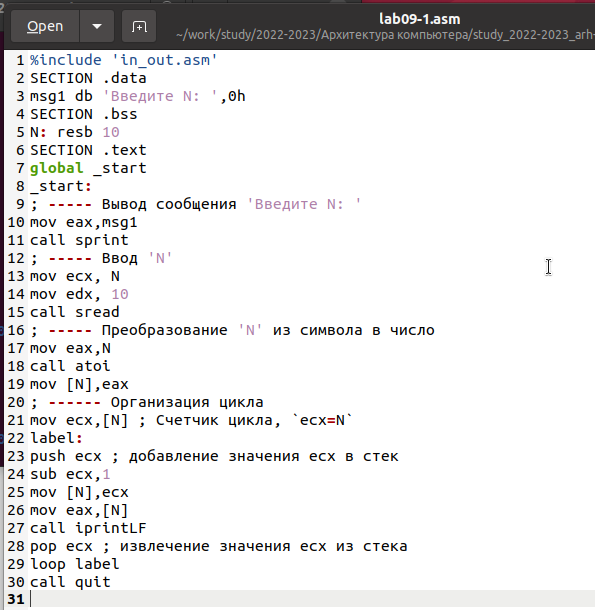 Open
lab09-1.asm
~/work/study/2022-2023/Архитектура компьютера/study_2022-2023_arh-
1 %include 'in_out.asm'
2 SECTION .data
3 msg1 db 'Введите N: ',0h
4 SECTION .bss
5 N: resb 10
6 SECTION .text
7 global _start
8 _start:
9 ; ----- Вывод сообщения 'Введите N: '
10 mov eax,msg1
11 call sprint
12 ; ----- Ввод 'N'
13 mov ecx, N
14 mov edx, 10
15 call sread
16 ; ----- Преобразование 'N' из символа в число
17 mov eax,N
18 call atoi
19 mov [N],eax
20 ; ------ Организация цикла
21 mov ecx,[N] ; Счетчик цикла, `ecx=N`
22 label:
23 push ecx ; добавление значения ecx в стек
24 sub ecx,1
25 mov [N],ecx
26 mov eax,[N]
27 call iprintLF
28 pop ecx ; извлечение значения ecx из стека
29 loop label
30 call quit
31